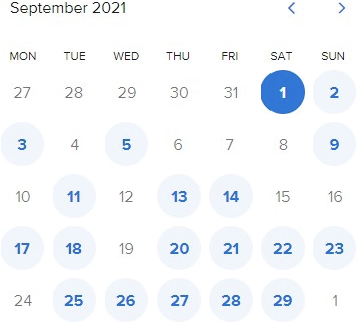 September 2021
MON TUE WED THU FRI SAT SUN
27 28 29 30 31 1 2
3 4 5 6 7 8 9
10 11 12 13 14 15 16
17 18 19 20 21 22 23
24 25 26 27 28 29 1